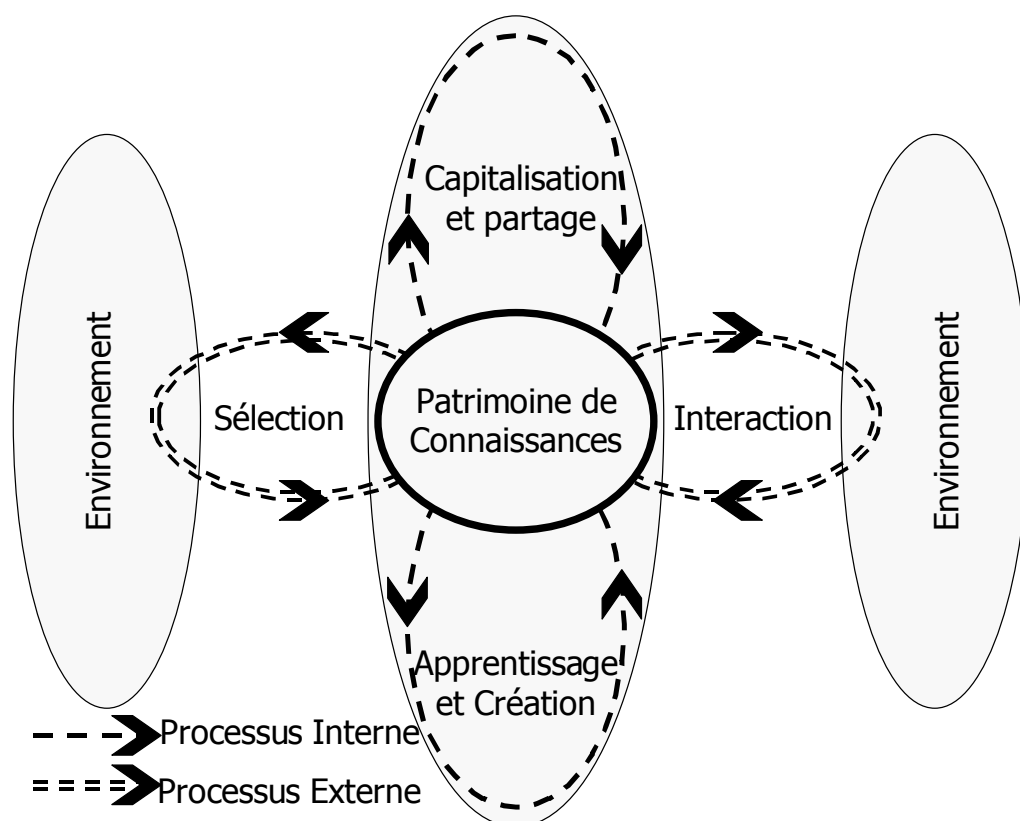 Capitalisation
et partage
Environnement
Sélection
Patrimoine de
Connaissances
Interaction
Environnement
Apprentissage
et Création
Processus Interne
Processus Externe